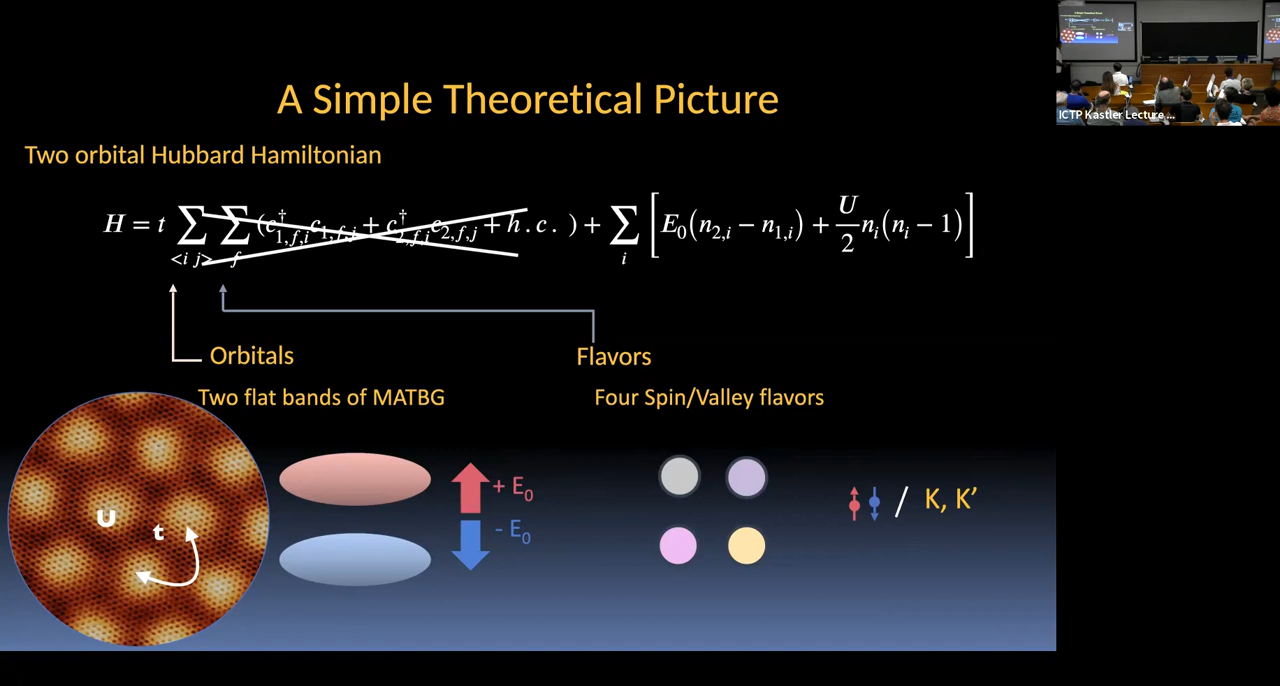 A Simple Theoretical Picture
Two orbital Hubbard Hamiltonian
H = t ∑<i j> ∑f (c†1,f,i c1,f,j + c†2,f,i c2,f,j + h . c . ) + ∑i [E0(n2,i − n1,i) + U/2 ni(ni − 1)]
Orbitals
Flavors
Two flat bands of MATBG
Four Spin/Valley flavors
+ E0
- E0
U
t
/ K, K’
ICTP Kastler Lecture ...